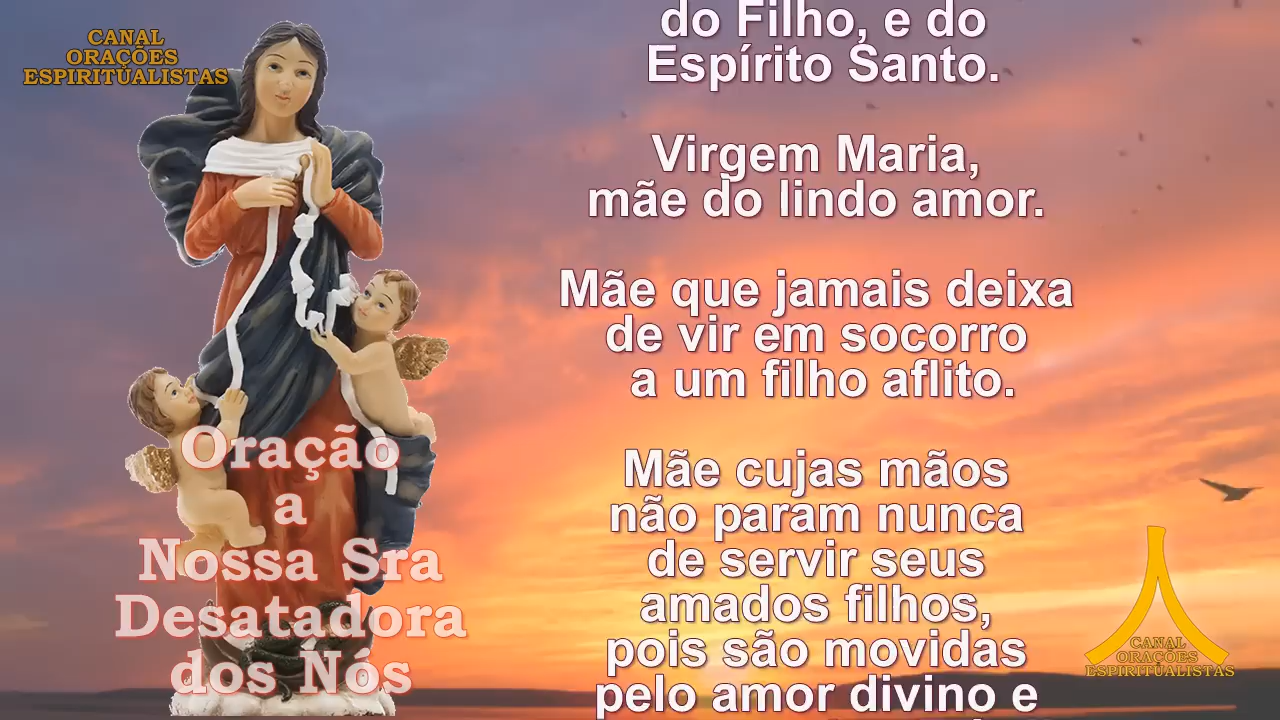 CANAL
ORAÇÕES
ESPIRITUALISTAS
Oração
a
Nossa Sra
Desatadora
dos Nós
do Filho, e do
Espírito Santo.
Virgem Maria,
mãe do lindo amor.
Mãe que jamais deixa
de vir em socorro
a um filho aflito.
Mãe cujas mãos
não param nunca
de servir seus
amados filhos,
pois são movidas
pelo amor divino e
CANAL
ORAÇÕES
ESPIRITUALISTAS